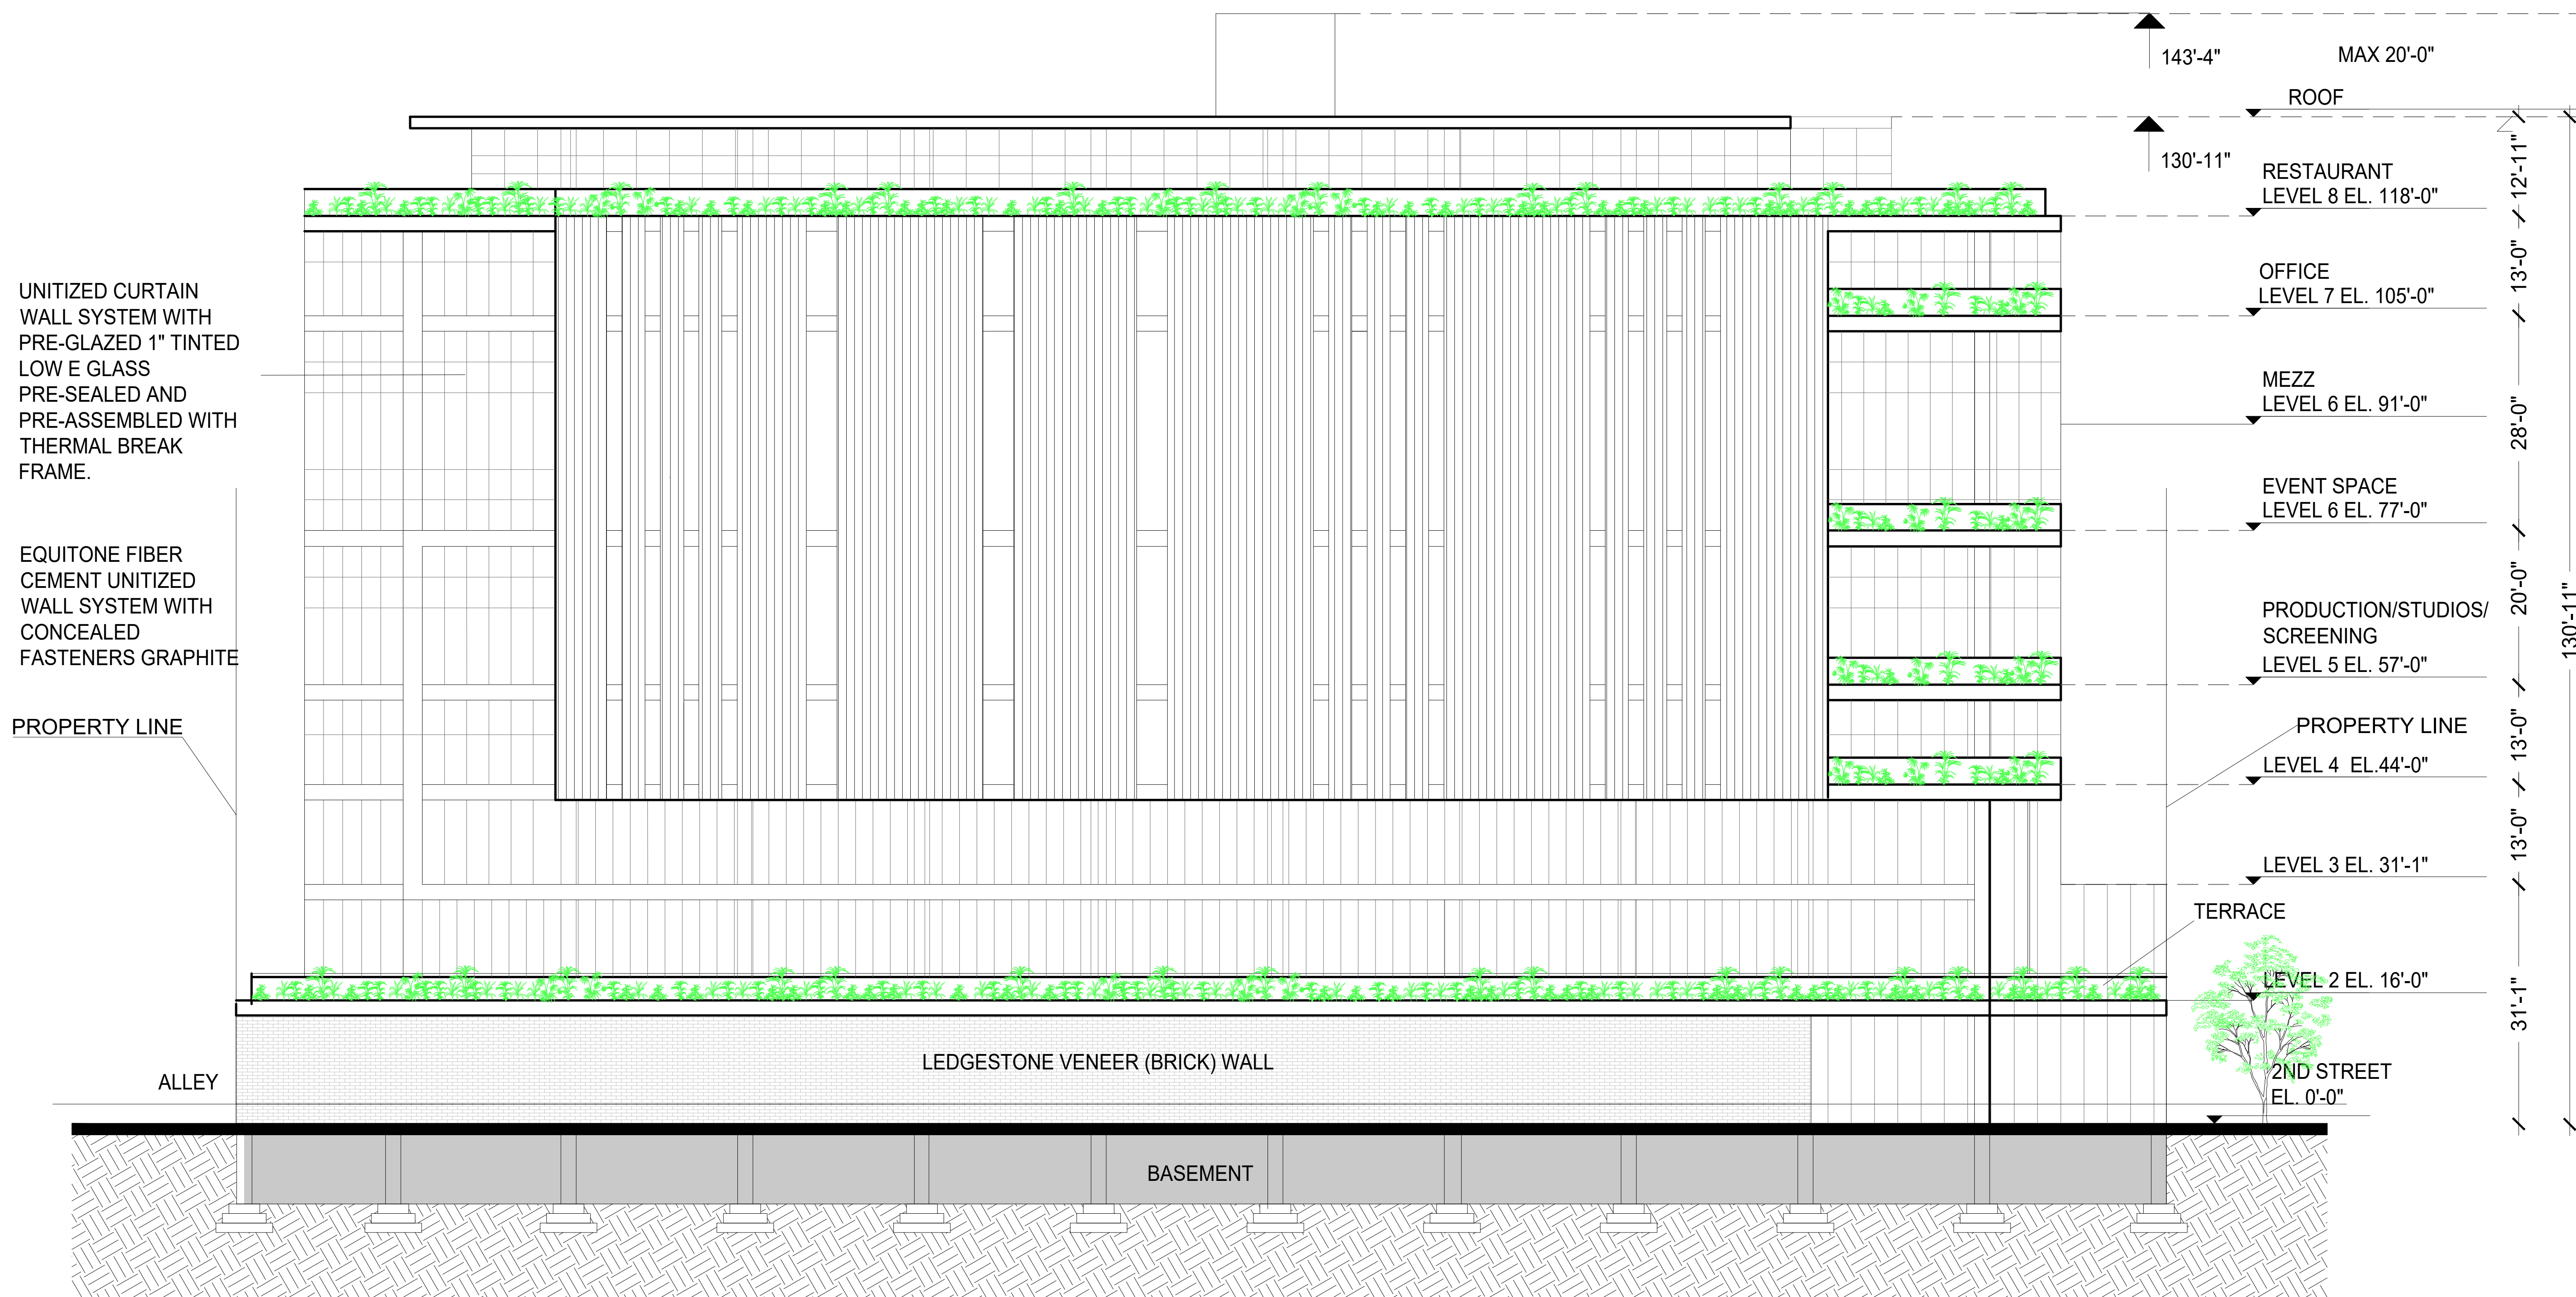 143'-4"
MAX 20'-0"
ROOF
130'-11"
RESTAURANT
LEVEL 8 EL. 118'-0"
12'-11"
OFFICE
LEVEL 7 EL. 105'-0"
13'-0"
UNITIZED CURTAIN
WALL SYSTEM WITH
PRE-GLAZED 1" TINTED
LOW E GLASS
PRE-SEALED AND
PRE-ASSEMBLED WITH
THERMAL BREAK
FRAME.
MEZZ
LEVEL 6 EL. 91'-0"
28'-0"
EVENT SPACE
LEVEL 6 EL. 77'-0"
EQUITONE FIBER
CEMENT UNITIZED
WALL SYSTEM WITH
CONCEALED
FASTENERS GRAPHITE
PRODUCTION/STUDIOS/
SCREENING
LEVEL 5 EL. 57'-0"
20'-0"
130'-11"
PROPERTY LINE
PROPERTY LINE
13'-0"
LEVEL 4 EL.44'-0"
13'-0"
LEVEL 3 EL. 31'-1"
TERRACE
LEVEL 2 EL. 16'-0"
31'-1"
LEDGESTONE VENEER (BRICK) WALL
ALLEY
2ND STREET
EL. 0'-0"
BASEMENT